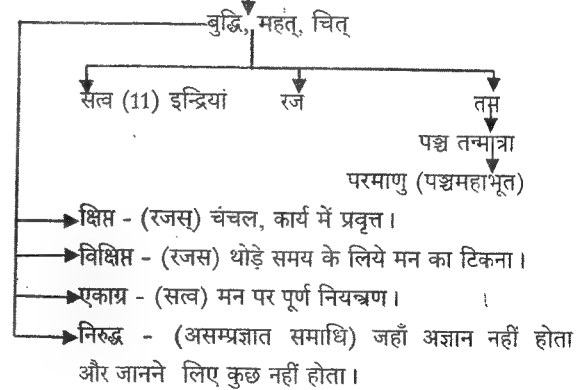 बुद्धि, महत्, चित्
सत्व (11) इन्द्रियां रज तम
पञ्च तन्मात्रा
परमाणु (पञ्चमहाभूत)
क्षिप्त - (रजस्) चंचल, कार्य में प्रवृत्त।
विक्षिप्त - (रजस) थोड़े समय के लिये मन का टिकना।
एकाग्र - (सत्व) मन पर पूर्ण नियन्त्रण।
निरुद्ध - (असम्प्रज्ञात समाधि) जहाँ अज्ञान नहीं होता
और जानने लिए कुछ नहीं होता।